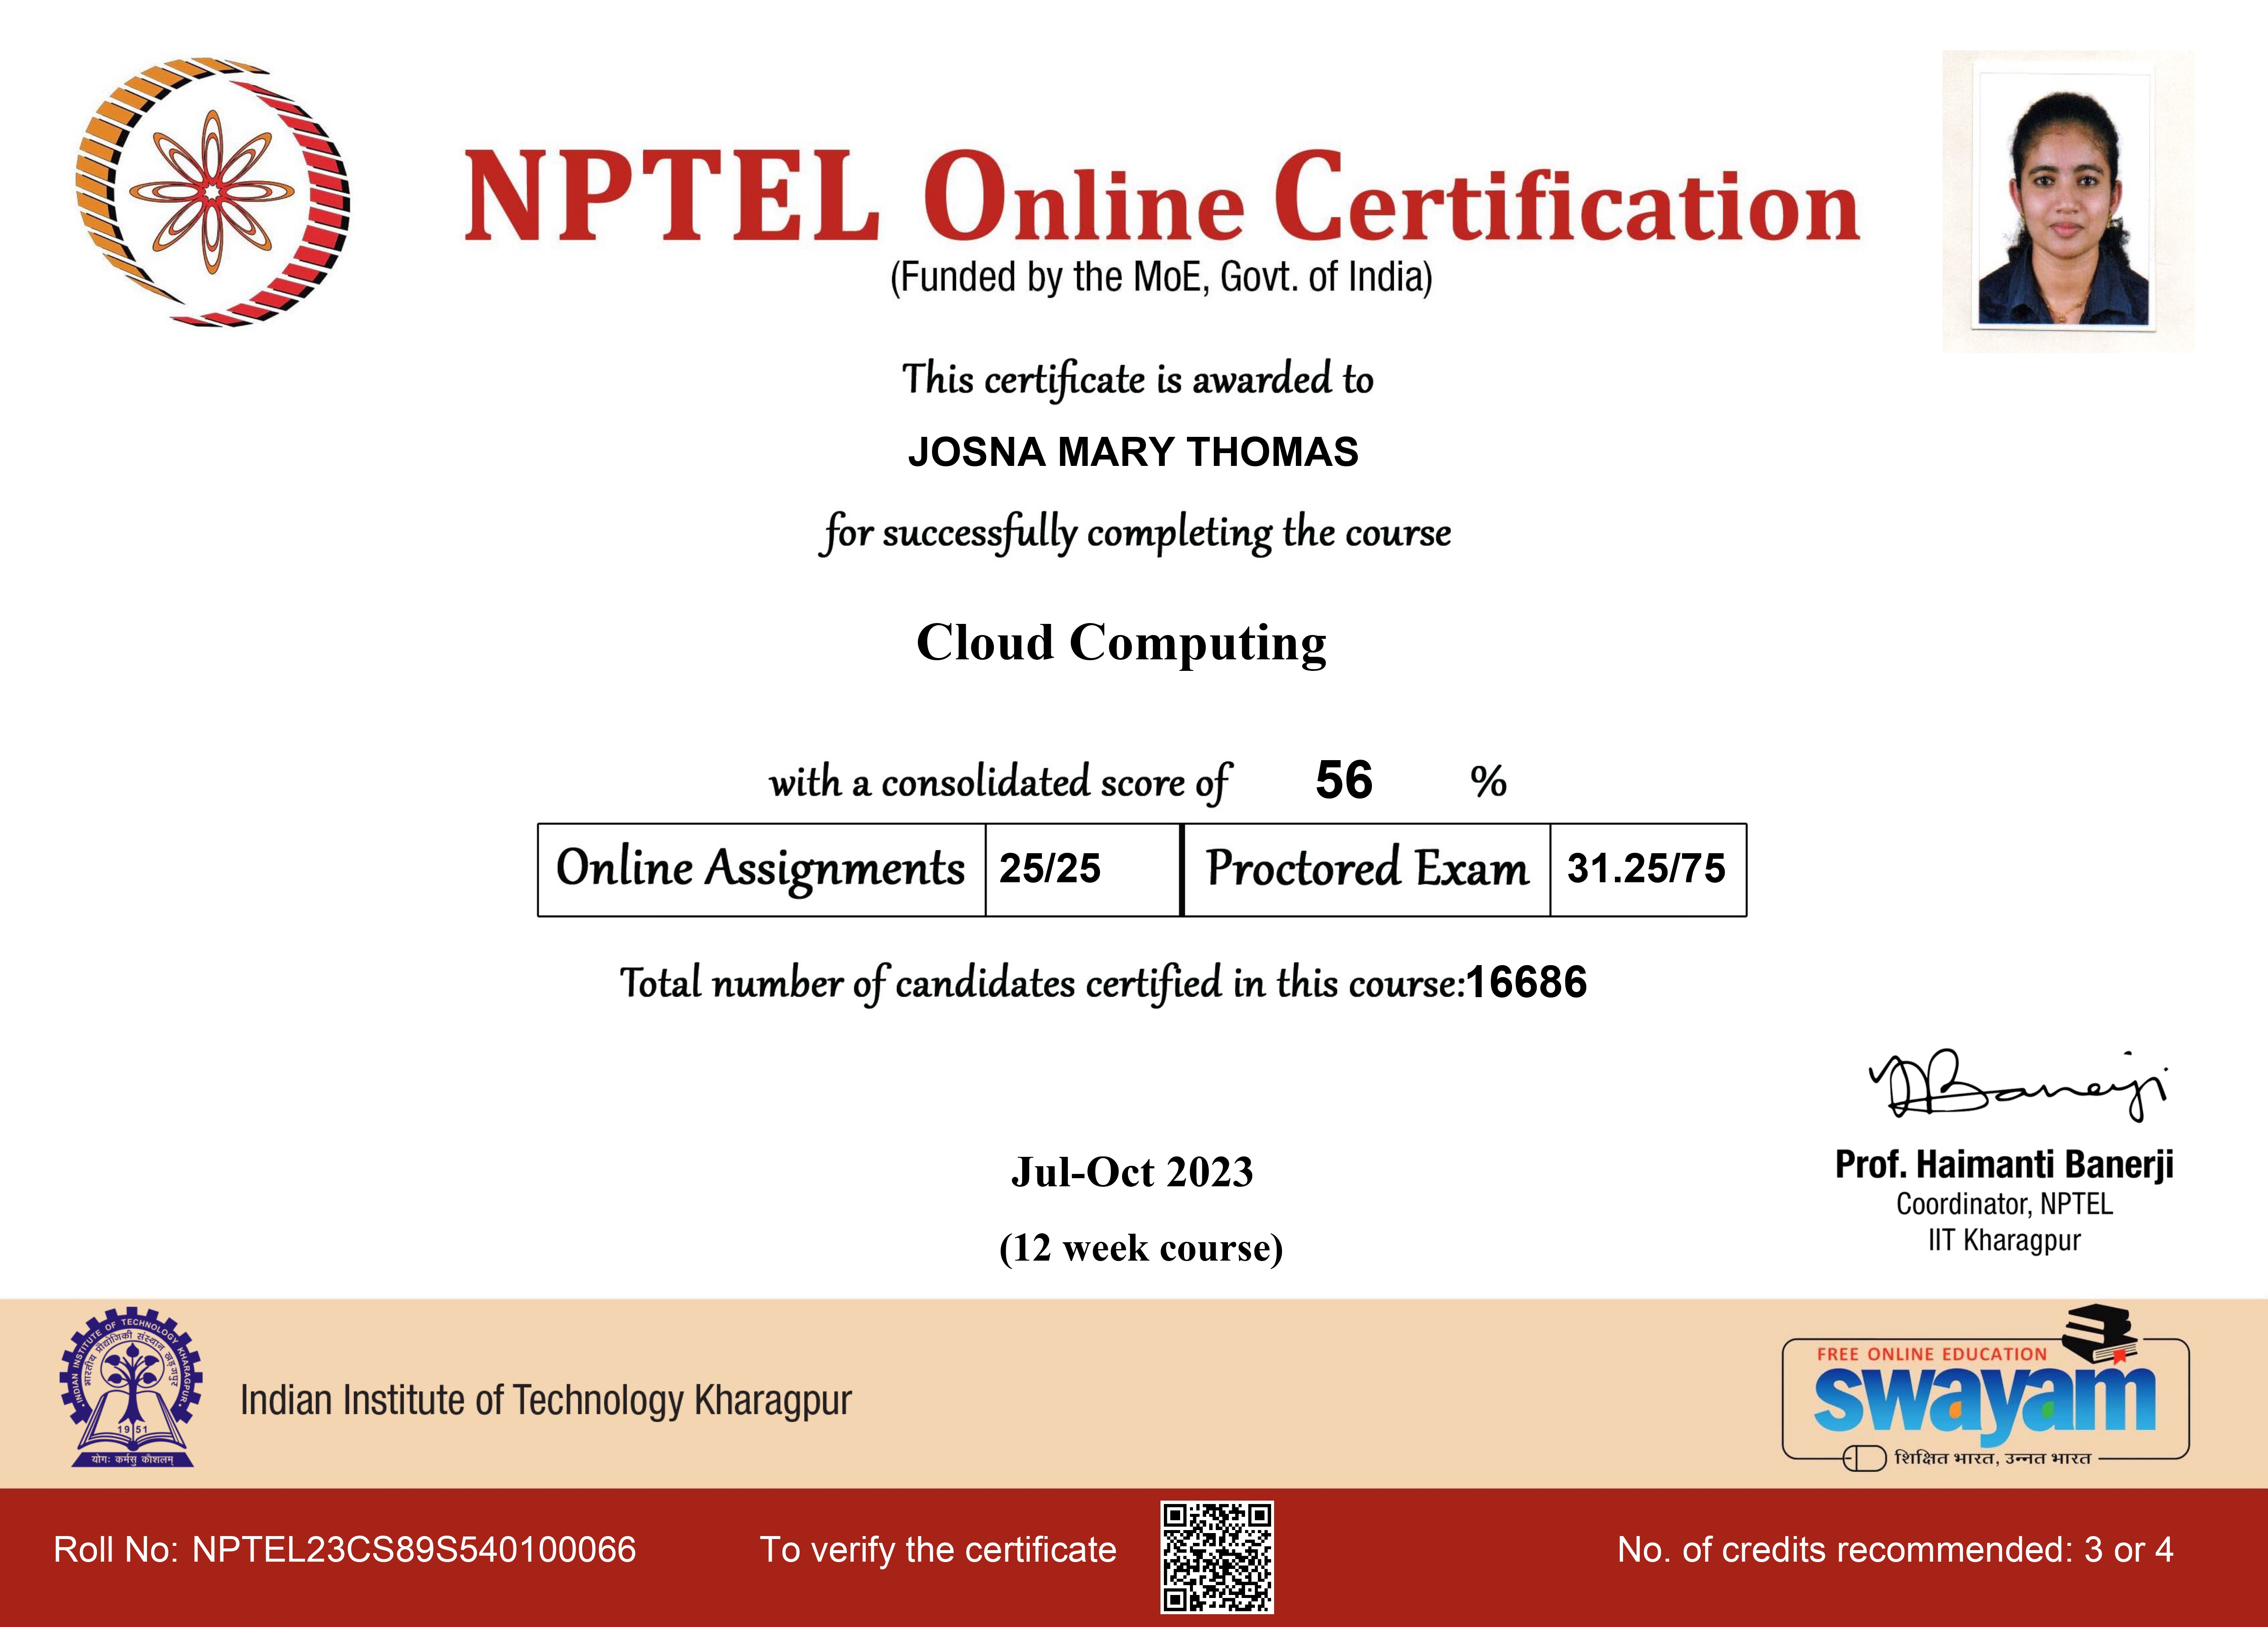 NPTEL Online Certification
(Funded by the MoE, Govt. of India)
This certificate is awarded to
JOSNA MARY THOMAS
for successfully completing the course
Cloud Computing
with a consolidated score of 56 %
Online Assignments 25/25 Proctored Exam 31.25/75
Total number of candidates certified in this course:16686
Jul-Oct 2023
(12 week course)
Prof. Haimanti Banerji
Coordinator, NPTEL
IIT Kharagpur
INDIAN INSTITUTE OF TECHNOLOGY KHARAGPUR
भारतीय प्रौद्योगिकी संस्थान खड़गपुर
1951
योगः कर्मसु कौशलम्
Indian Institute of Technology Kharagpur
FREE ONLINE EDUCATION
swayam
शिक्षित भारत, उन्नत भारत
Roll No: NPTEL23CS89S540100066
To verify the certificate
No. of credits recommended: 3 or 4